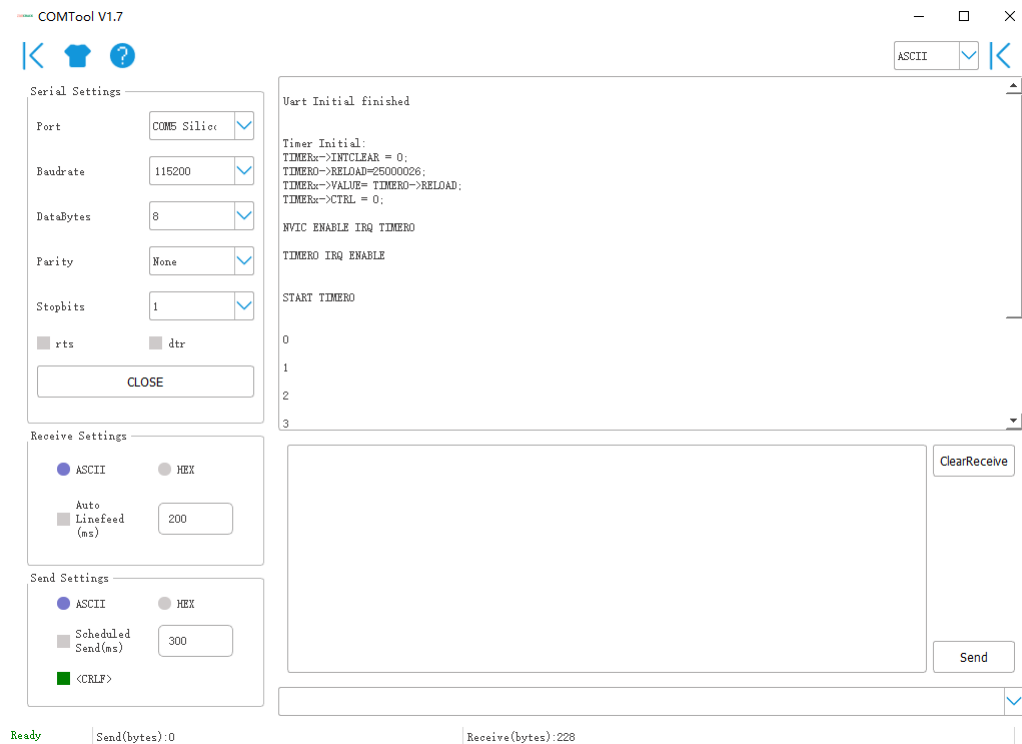 COMTool V1.7
ASCII
Serial Settings
Port
COM5 Silic
Baudrate
115200
DataBytes
8
Parity
None
Stopbits
1
rts
dtr
CLOSE
Uart Initial finished
Timer Initial:
TIMERx->INTCLEAR = 0;
TIMER0->RELOAD=25000026;
TIMERx->VALUE= TIMER0->RELOAD;
TIMERx->CTRL = 0;
NVIC ENABLE IRQ TIMER0
TIMER0 IRQ ENABLE
START TIMER0
0
1
2
3
Receive Settings
ASCII
HEX
Auto
Linefeed
(ms)
200
ClearReceive
Send Settings
ASCII
HEX
Scheduled
Send(ms)
300
<CRLF>
Send
Ready
Send(bytes):0
Receive(bytes):228